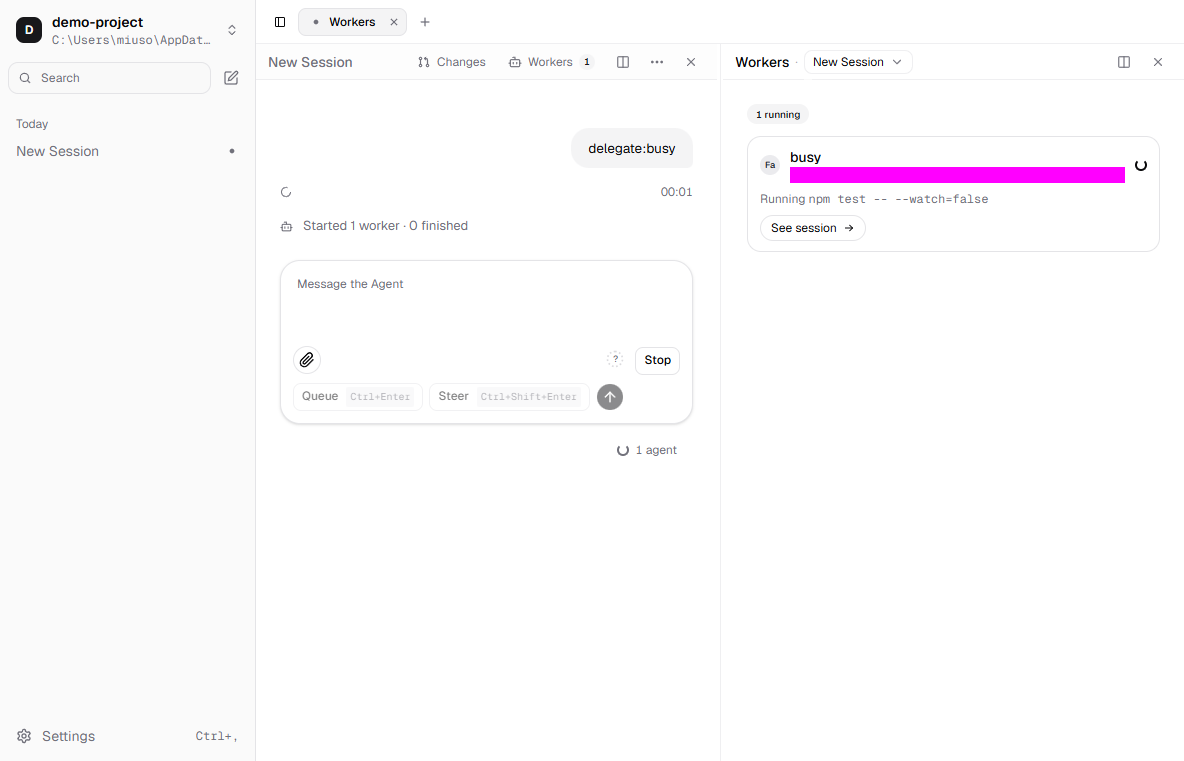 D
demo-project
C:\Users\miuso\AppDat…
Search
Today
New Session
Settings
Ctrl+,
Workers
New Session
Changes
Workers
1
delegate:busy
00:01
Started 1 worker · 0 finished
Message the Agent
?
Stop
Queue
Ctrl+Enter
Steer
Ctrl+Shift+Enter
1 agent
Workers · New Session
1 running
Fa
busy
Running npm test -- --watch=false
See session